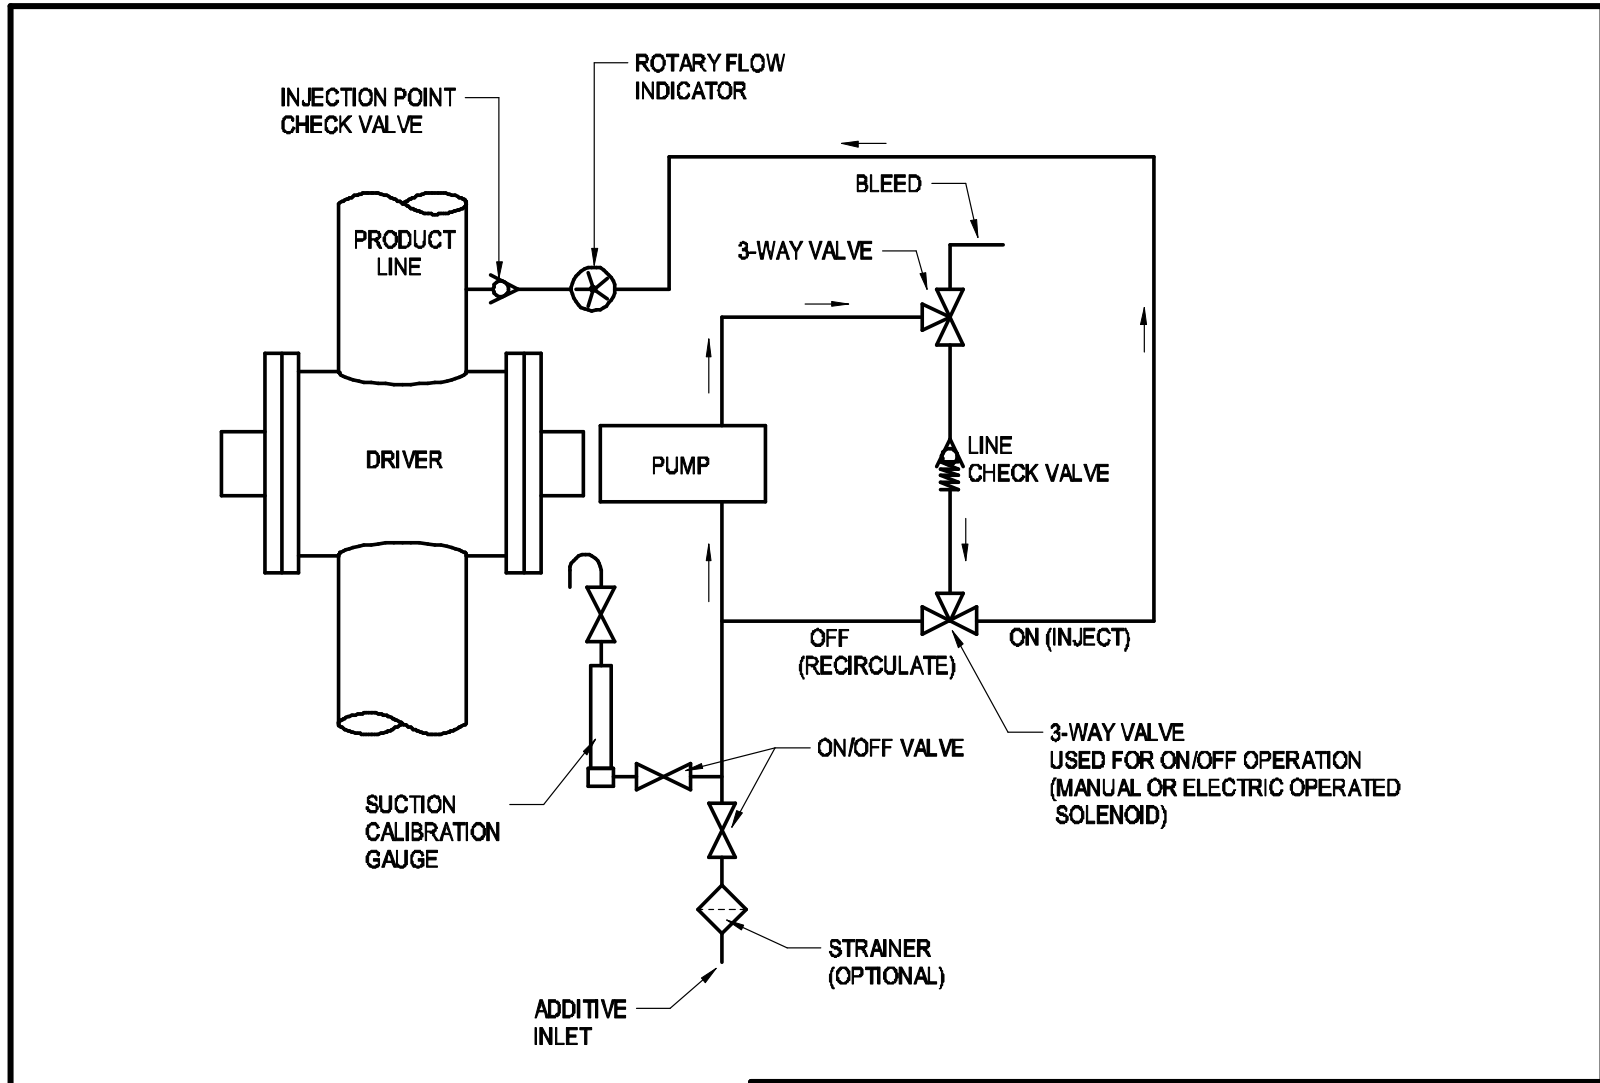 ROTARY FLOW
INDICATOR
INJECTION POINT
CHECK VALVE
BLEED
PRODUCT
LINE
3-WAY VALVE
LINE
CHECK VALVE
DRIVER
PUMP
OFF
(RECIRCULATE)
ON (INJECT)
3-WAY VALVE
USED FOR ON/OFF OPERATION
(MANUAL OR ELECTRIC OPERATED
SOLENOID)
ON/OFF VALVE
SUCTION
CALIBRATION
GAUGE
STRAINER
(OPTIONAL)
ADDITIVE
INLET